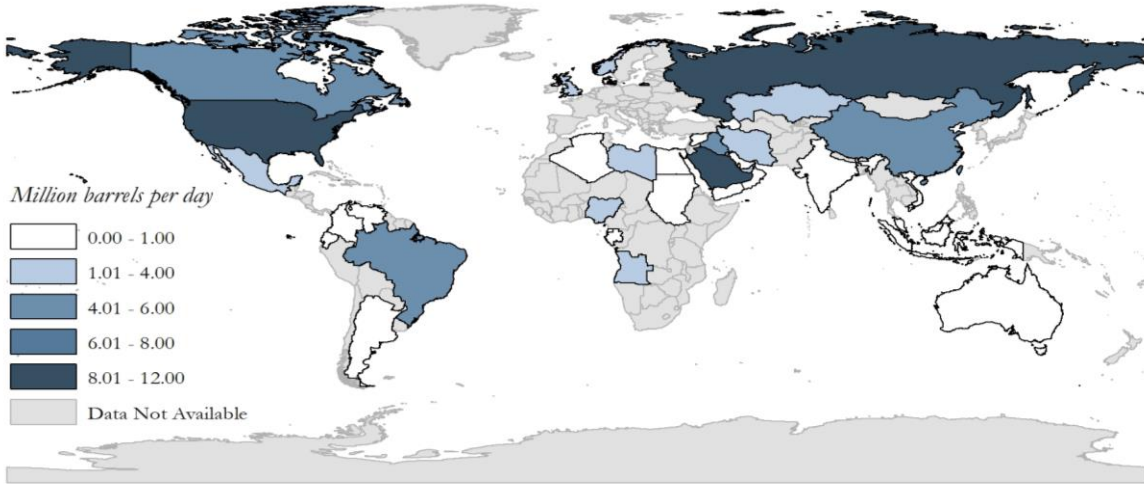 Million barrels per day
0.00 - 1.00
1.01 - 4.00
4.01 - 6.00
6.01 - 8.00
8.01 - 12.00
Data Not Available